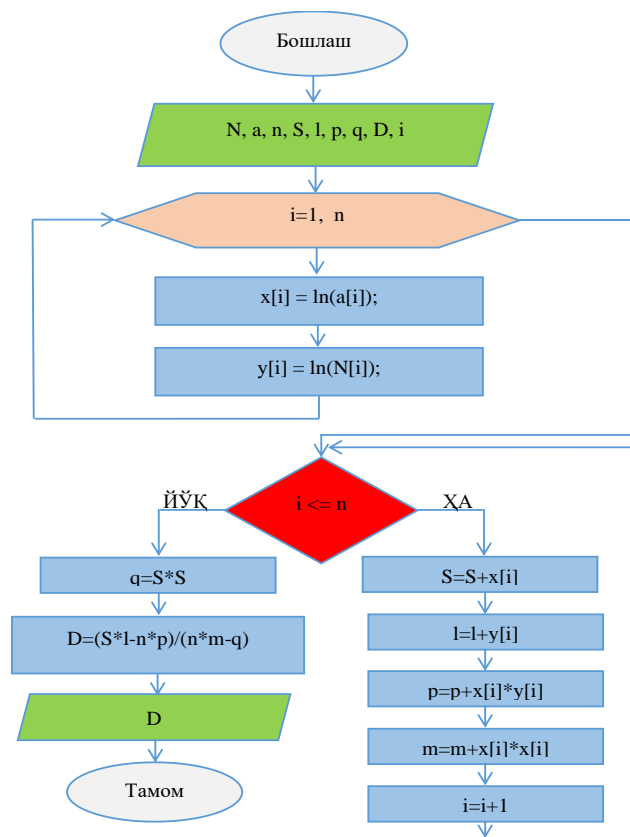 Бошлаш
N, a, n, S, l, p, q, D, i
i=1, n
x[i] = ln(a[i]);
y[i] = ln(N[i]);
i <= n
ЙЎҚ
ҲА
q=S*S
D=(S*l-n*p)/(n*m-q)
D
Тамом
S=S+x[i]
l=l+y[i]
p=p+x[i]*y[i]
m=m+x[i]*x[i]
i=i+1